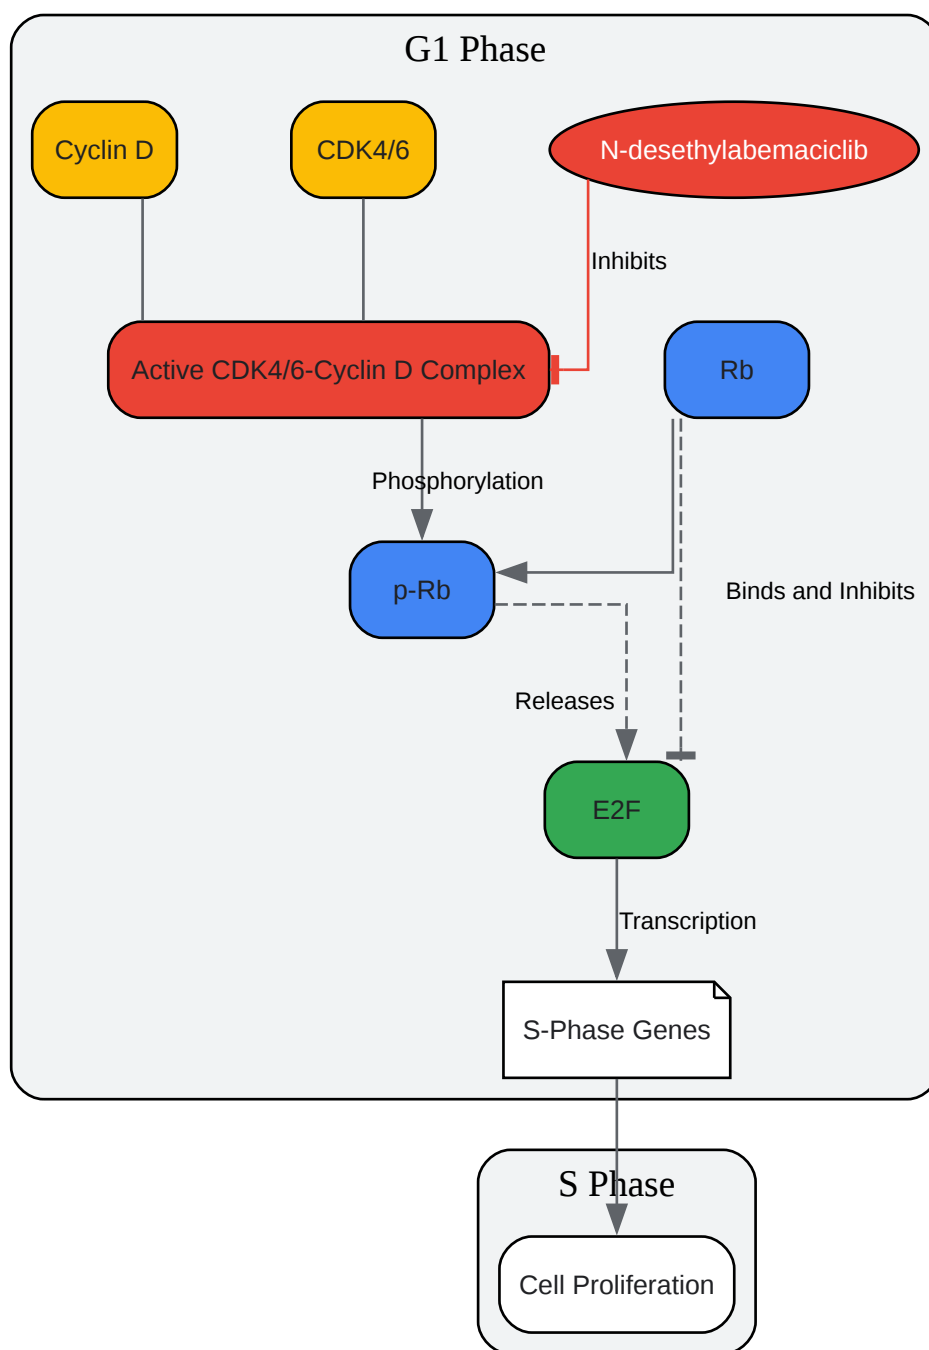 G1 Phase
Cyclin D
CDK4/6
N-desethylabemaciclib
Inhibits
Active CDK4/6-Cyclin D Complex
Rb
Phosphorylation
p-Rb
Binds and Inhibits
Releases
E2F
Transcription
S-Phase Genes
S Phase
Cell Proliferation